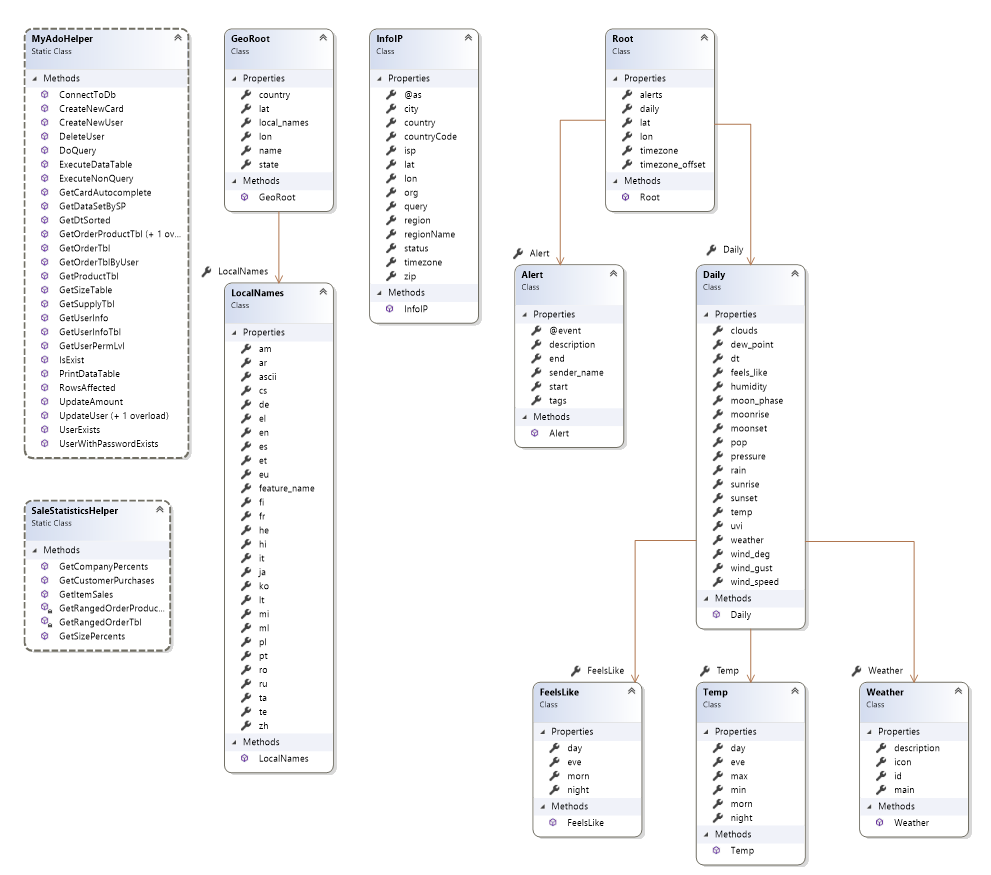 MyAdoHelper
Static Class
Methods
ConnectToDb
CreateNewCard
CreateNewUser
DeleteUser
DoQuery
ExecuteDataTable
ExecuteNonQuery
GetCardAutocomplete
GetDataSetBySP
GetDtSorted
GetOrderProductTbl (+ 1 ov...
GetOrderTbl
GetOrderTblByUser
GetProductTbl
GetSizeTable
GetSupplyTbl
GetUserInfo
GetUserInfoTbl
GetUserPermLvl
IsExist
PrintDataTable
RowsAffected
UpdateAmount
UpdateUser (+ 1 overload)
UserExists
UserWithPasswordExists
SaleStatisticsHelper
Static Class
Methods
GetCompanyPercents
GetCustomerPurchases
GetItemSales
GetRangedOrderProduc...
GetRangedOrderTbl
GetSizePercents
GeoRoot
Class
Properties
country
lat
local_names
lon
name
state
Methods
GeoRoot
LocalNames
LocalNames
Class
Properties
am
ar
ascii
cs
de
el
en
es
et
eu
feature_name
fi
fr
he
hi
it
ja
ko
lt
mi
ml
pl
pt
ro
ru
ta
te
zh
Methods
LocalNames
InfoIP
Class
Properties
@as
city
country
countryCode
isp
lat
lon
org
query
region
regionName
status
timezone
zip
Methods
InfoIP
Root
Class
Properties
alerts
daily
lat
lon
timezone
timezone_offset
Methods
Root
Alert
Alert
Class
Properties
@event
description
end
sender_name
start
tags
Methods
Alert
Daily
Daily
Class
Properties
clouds
dew_point
dt
feels_like
humidity
moon_phase
moonrise
moonset
pop
pressure
rain
sunrise
sunset
temp
uvi
weather
wind_deg
wind_gust
wind_speed
Methods
Daily
FeelsLike
FeelsLike
Class
Properties
day
eve
morn
night
Methods
FeelsLike
Temp
Temp
Class
Properties
day
eve
max
min
morn
night
Methods
Temp
Weather
Weather
Class
Properties
description
icon
id
main
Methods
Weather